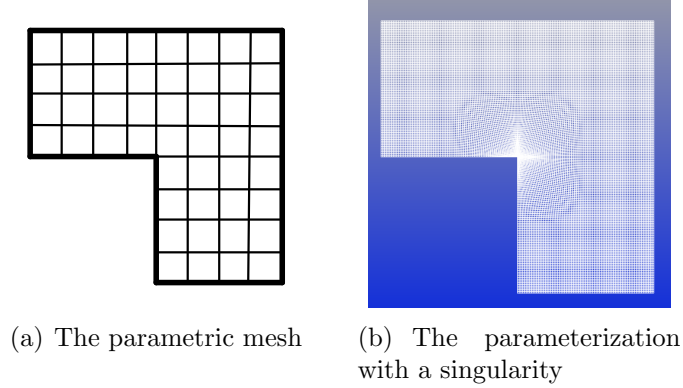 (a) The parametric mesh
(b) The parameterization
with a singularity